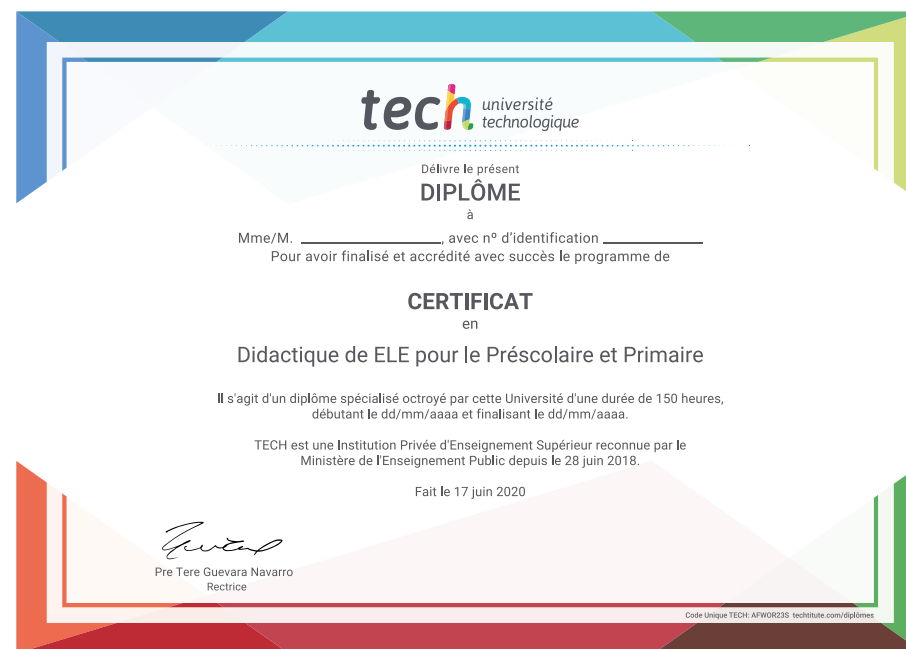 tech université
technologique
Délivre le présent
DIPLÔME
à
Mme/M. ____________________, avec nº d'identification ______________
Pour avoir finalisé et accrédité avec succès le programme de
CERTIFICAT
en
Didactique de ELE pour le Préscolaire et Primaire
Il s'agit d'un diplôme spécialisé octroyé par cette Université d'une durée de 150 heures,
débutant le dd/mm/aaaa et finalisant le dd/mm/aaaa.
TECH est une Institution Privée d'Enseignement Supérieur reconnue par le
Ministère de l'Enseignement Public depuis le 28 juin 2018.
Fait le 17 juin 2020
Pre Tere Guevara Navarro
Rectrice
Code Unique TECH: AFWOR23S techtitute.com/diplômes